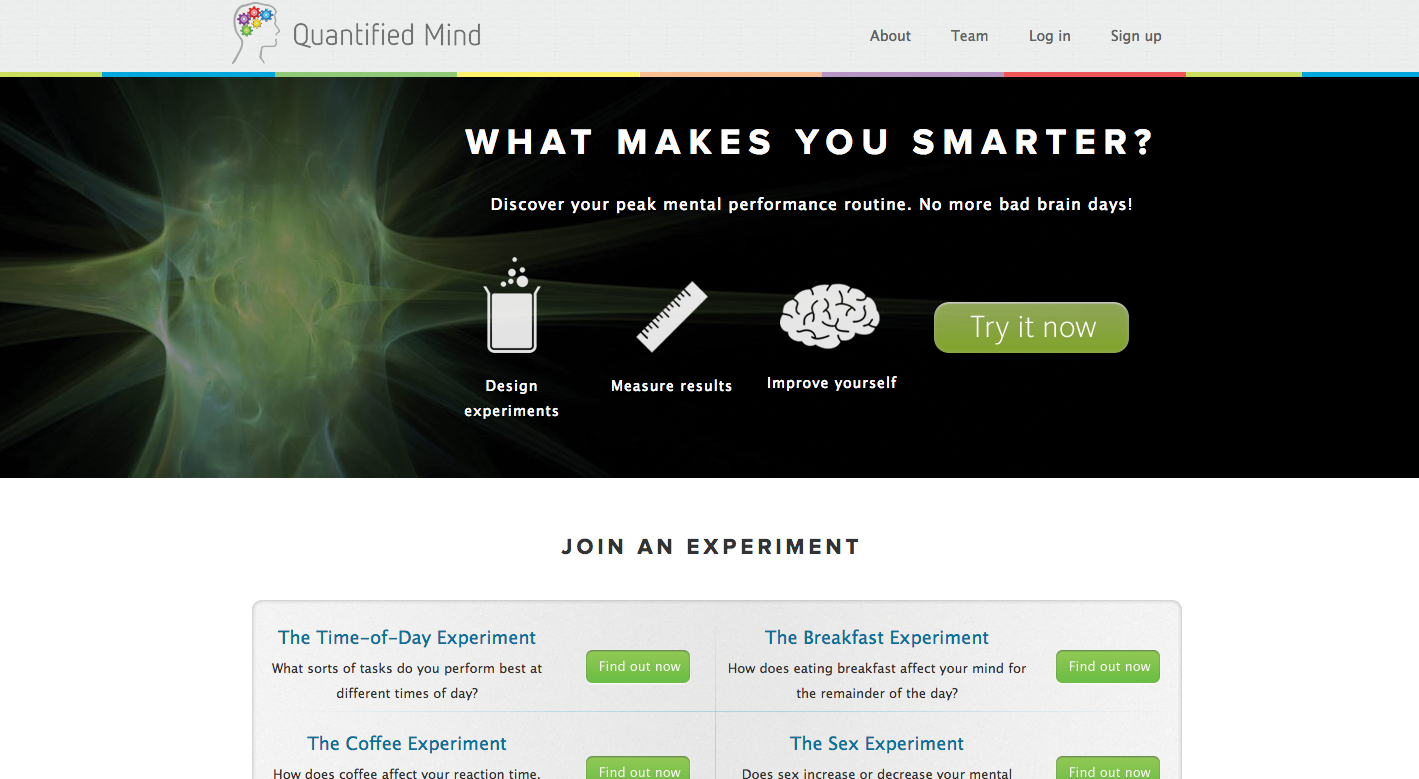 Quantified Mind
About
Team
Log in
Sign up
WHAT MAKES YOU SMARTER?
Discover your peak mental performance routine. No more bad brain days!
Design
experiments
Measure results
Improve yourself
Try it now
JOIN AN EXPERIMENT
The Time-of-Day Experiment
What sorts of tasks do you perform best at
different times of day?
Find out now
The Breakfast Experiment
How does eating breakfast affect your mind for
the remainder of the day?
Find out now
The Coffee Experiment
How does coffee affect your reaction time,
Find out now
The Sex Experiment
Does sex increase or decrease your mental
Find out now